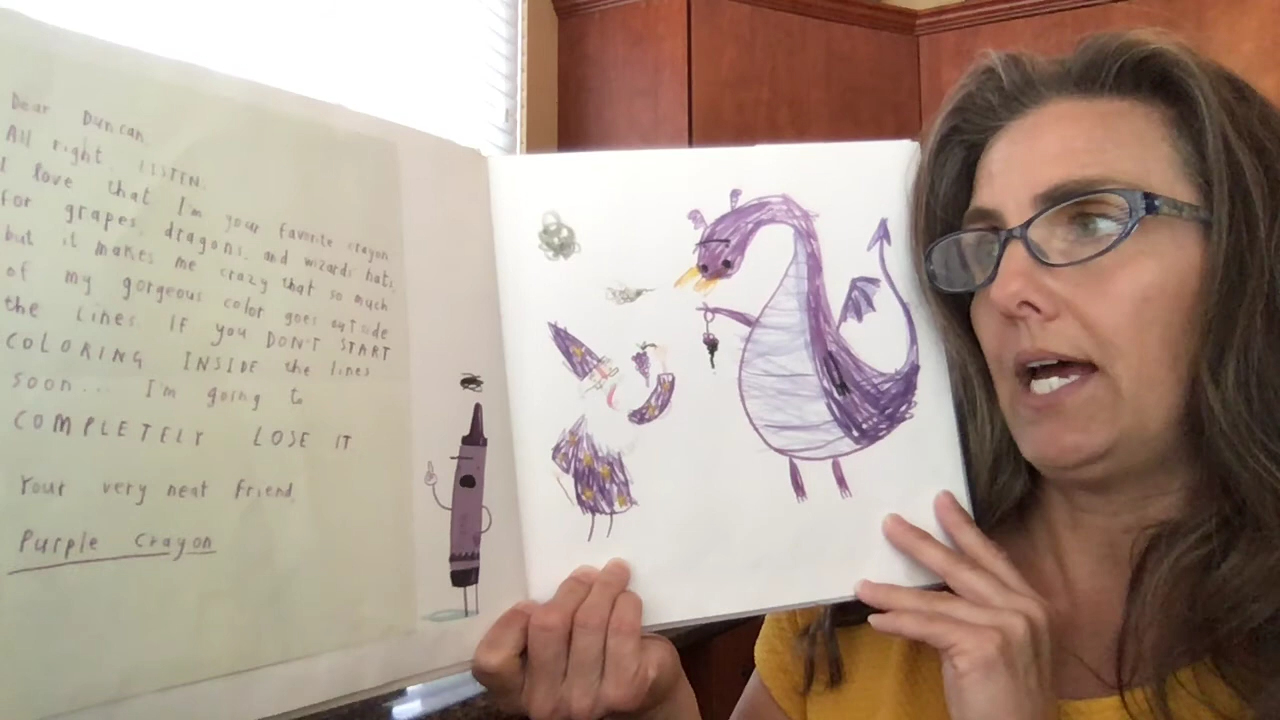 Dear Duncan
All right, LISTEN.
I love that I'm your favorite crayon
for grapes, dragons, and wizards hats,
but it makes me crazy that so much
of my gorgeous color goes outside
the lines. If you DON'T START
COLORING INSIDE the lines
soon... I'm going to
COMPLETELY LOSE IT
Your very neat friend,
Purple Crayon